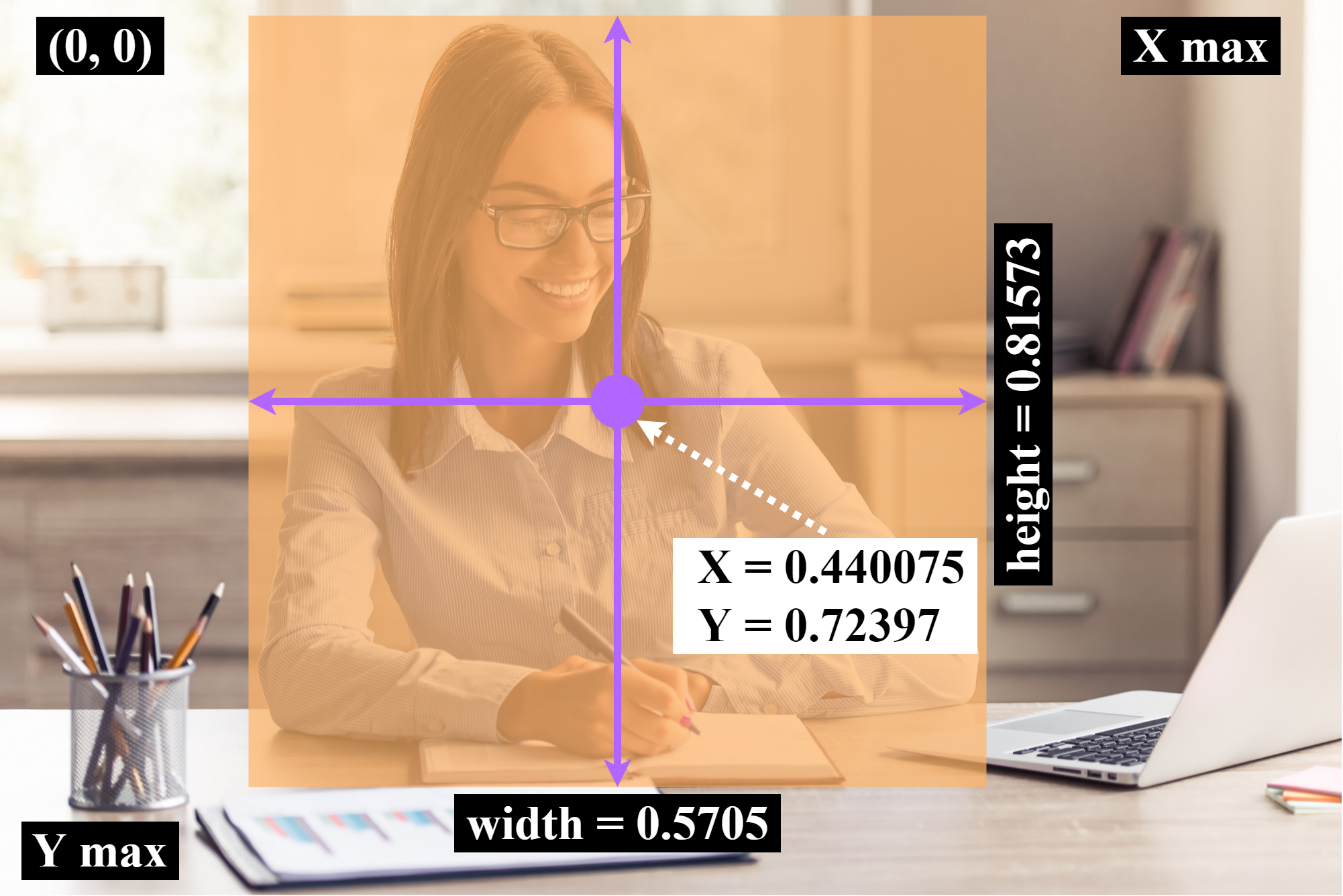 (0, 0)
X max
height = 0.81573
X = 0.440075
Y = 0.72397
width = 0.5705
Y max